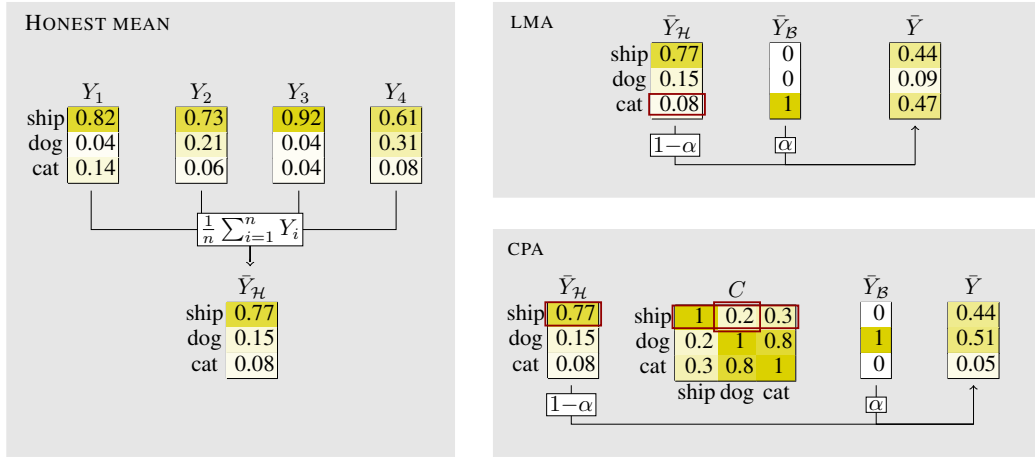 HONEST MEAN
Y₁ Y₂ Y₃ Y₄
ship 0.82 0.73 0.92 0.61
dog 0.04 0.21 0.04 0.31
cat 0.14 0.06 0.04 0.08
1/n ∑ⁿᵢ₌₁ Yᵢ
Ȳ_ℋ
ship 0.77
dog 0.15
cat 0.08
LMA
Ȳ_ℋ Ȳ_ℬ Ȳ
ship 0.77 0 0.44
dog 0.15 0 0.09
cat 0.08 1 0.47
1−α α
CPA
Ȳ_ℋ C Ȳ_ℬ Ȳ
ship 0.77 ship 1 0.2 0.3 0 0.44
dog 0.15 dog 0.2 1 0.8 1 0.51
cat 0.08 cat 0.3 0.8 1 0 0.05
ship dog cat
1−α α